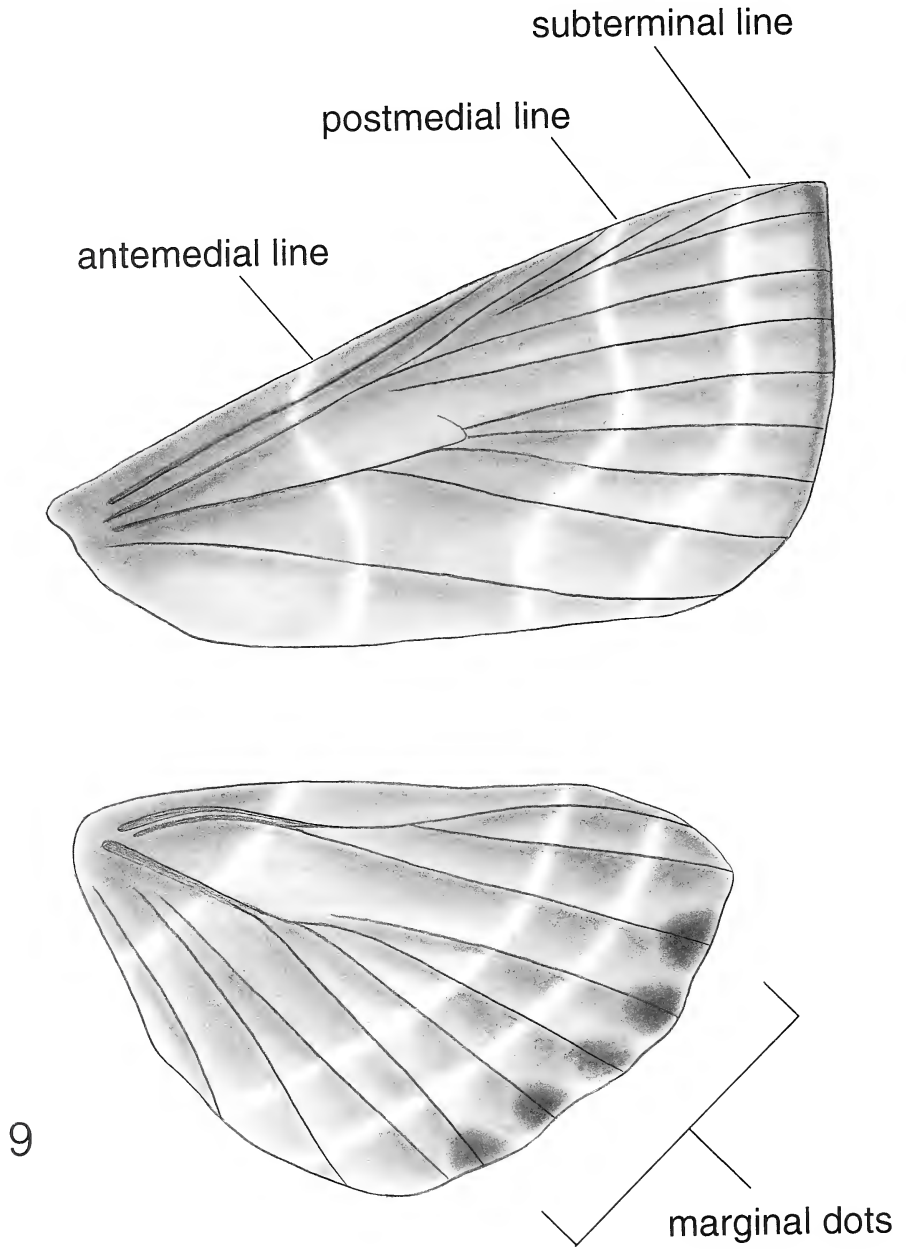 subterminal line
postmedial line
antemedial line
9
marginal dots